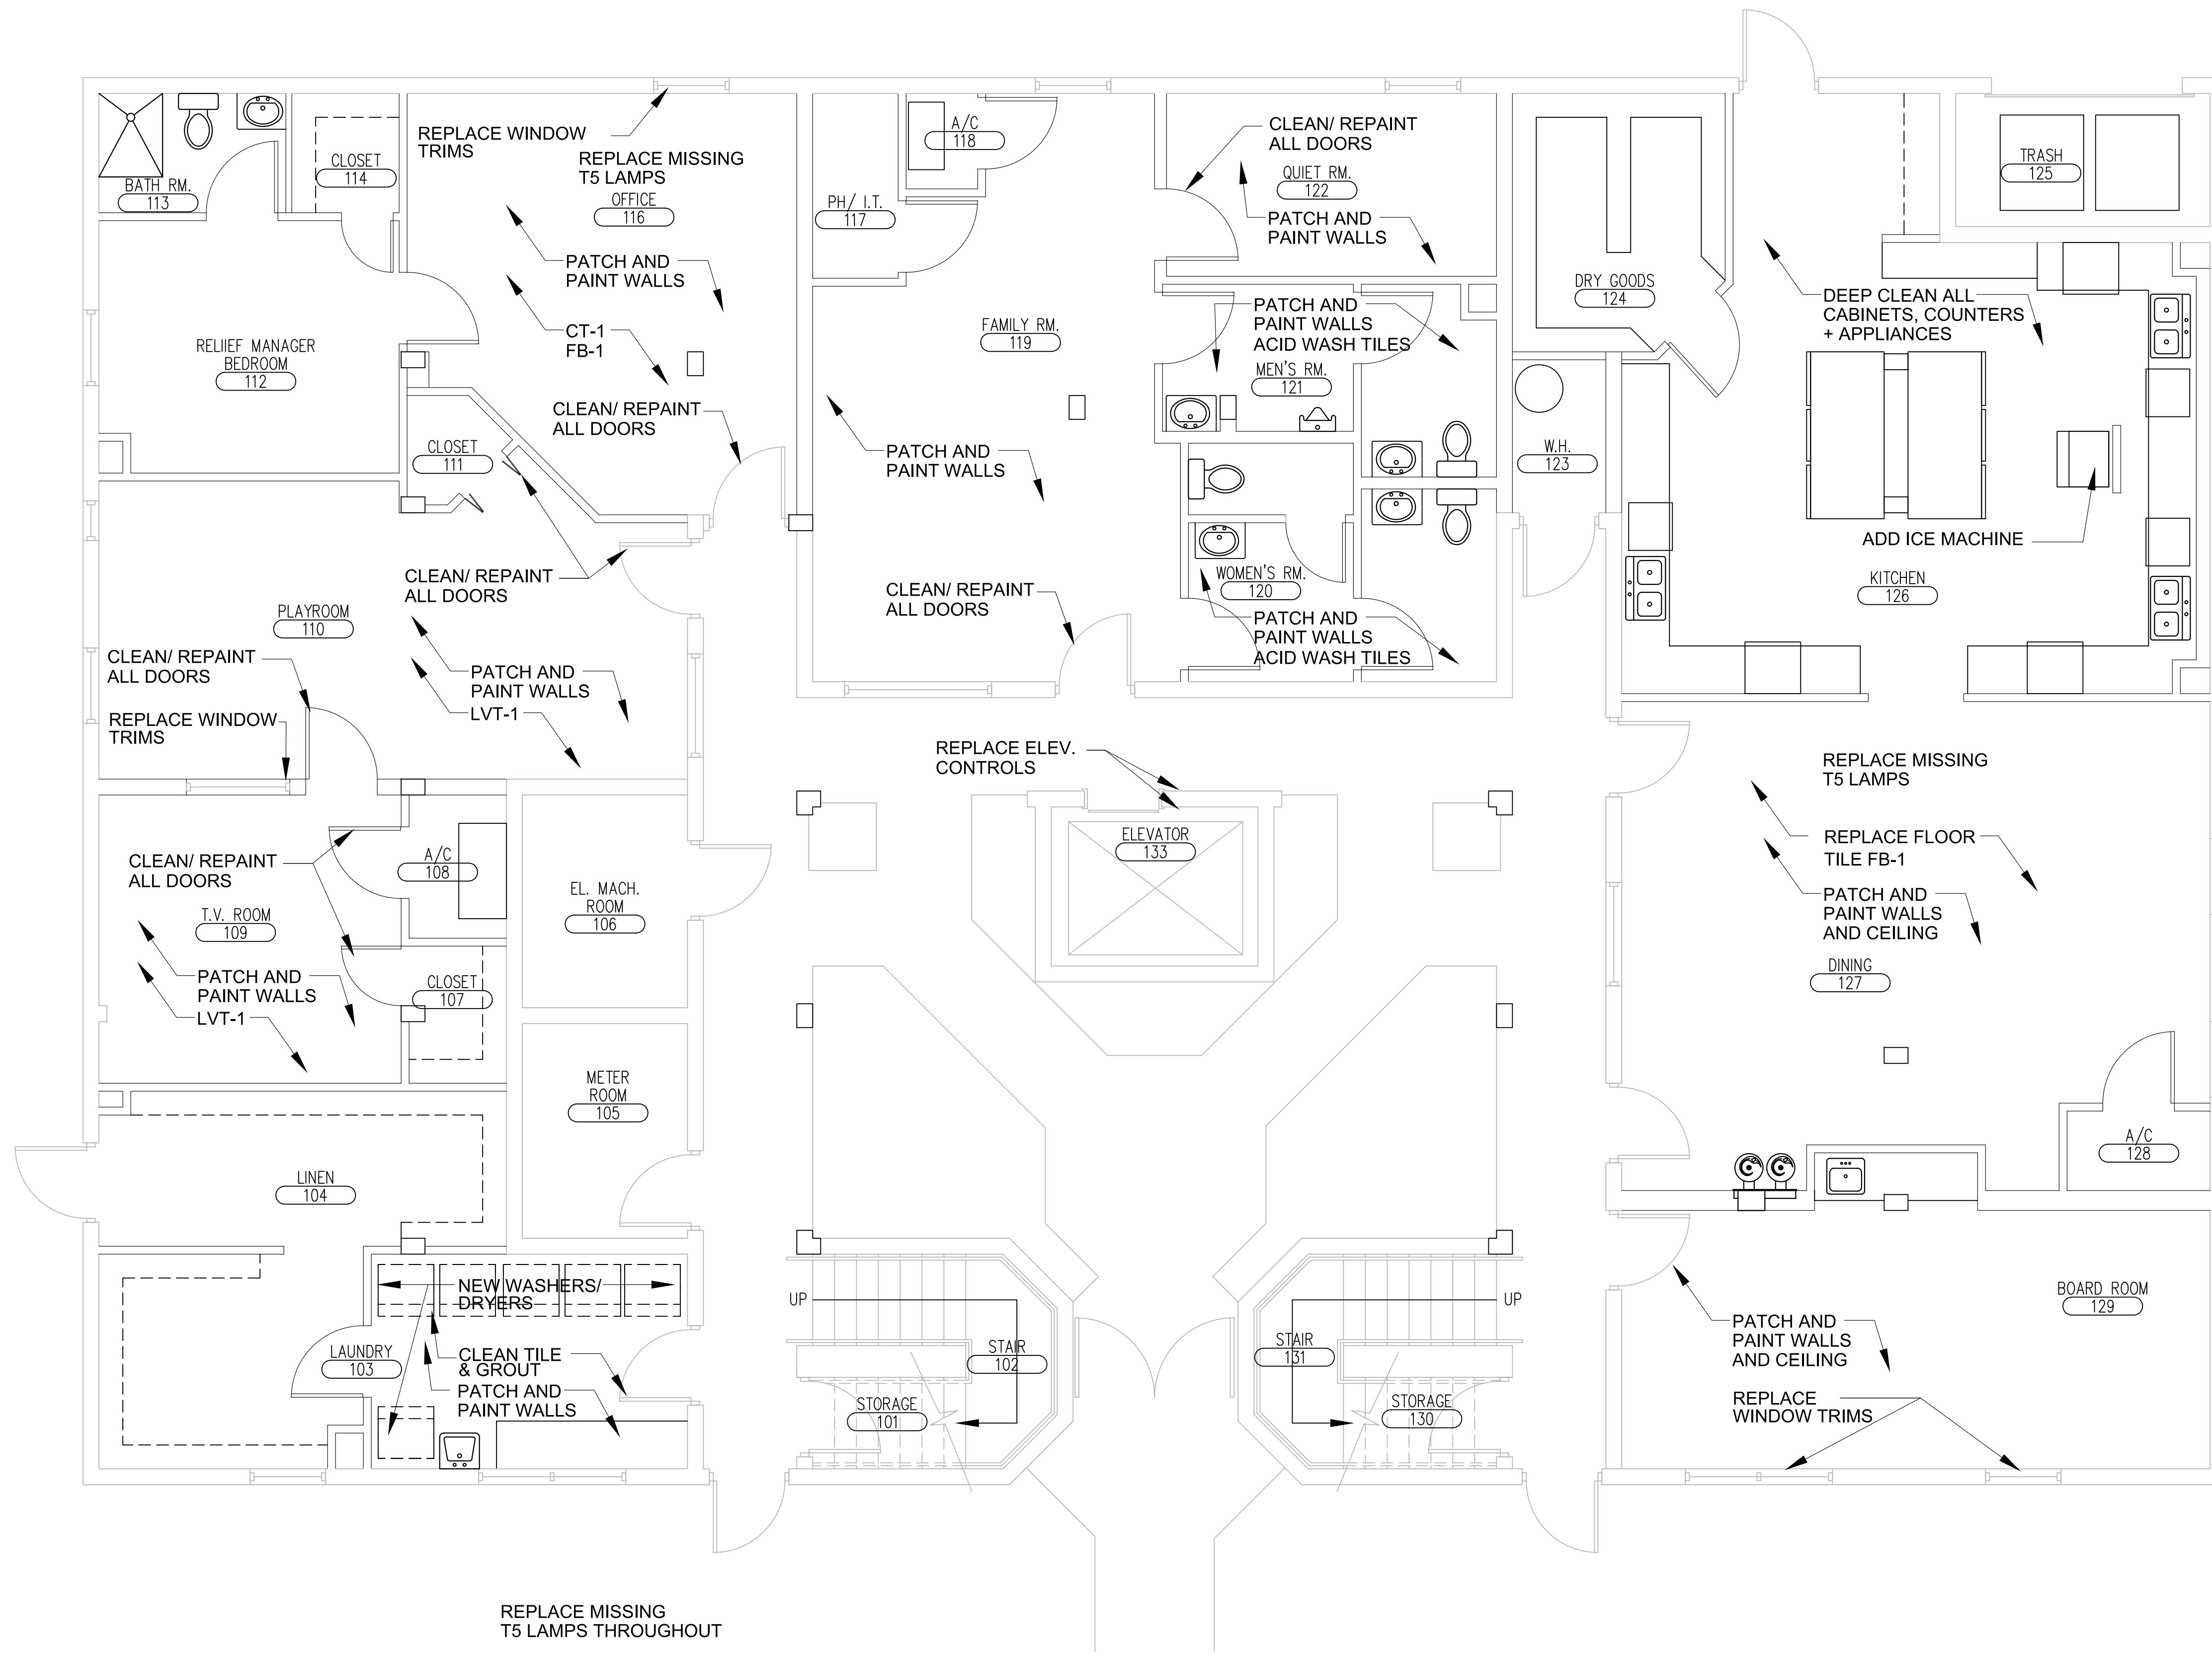 REPLACE WINDOW
TRIMS
REPLACE MISSING
T5 LAMPS
OFFICE
116
A/C
118
CLEAN/ REPAINT
ALL DOORS
QUIET RM.
122
TRASH
125
CLOSET
114
BATH RM.
113
PH/ I.T.
117
PATCH AND
PAINT WALLS
PATCH AND
PAINT WALLS
DRY GOODS
124
DEEP CLEAN ALL
CABINETS, COUNTERS
+ APPLIANCES
CT-1
FB-1
FAMILY RM.
119
PATCH AND
PAINT WALLS
ACID WASH TILES
MEN'S RM.
121
RELIIEF MANAGER
BEDROOM
112
CLEAN/ REPAINT
ALL DOORS
CLOSET
111
PATCH AND
PAINT WALLS
W.H.
123
ADD ICE MACHINE
KITCHEN
126
CLEAN/ REPAINT
ALL DOORS
CLEAN/ REPAINT
ALL DOORS
WOMEN'S RM.
120
PATCH AND
PAINT WALLS
ACID WASH TILES
PLAYROOM
110
CLEAN/ REPAINT
ALL DOORS
PATCH AND
PAINT WALLS
LVT-1
REPLACE WINDOW
TRIMS
REPLACE ELEV.
CONTROLS
REPLACE MISSING
T5 LAMPS
ELEVATOR
133
REPLACE FLOOR
TILE FB-1
CLEAN/ REPAINT
ALL DOORS
A/C
108
EL. MACH.
ROOM
106
PATCH AND
PAINT WALLS
AND CEILING
T.V. ROOM
109
DINING
127
PATCH AND
PAINT WALLS
LVT-1
CLOSET
107
METER
ROOM
105
A/C
128
LINEN
104
NEW WASHERS/
DRYERS
UP
UP
BOARD ROOM
129
LAUNDRY
103
CLEAN TILE
& GROUT
PATCH AND
PAINT WALLS
STAIR
102
STAIR
131
PATCH AND
PAINT WALLS
AND CEILING
STORAGE
101
STORAGE
130
REPLACE
WINDOW TRIMS
REPLACE MISSING
T5 LAMPS THROUGHOUT